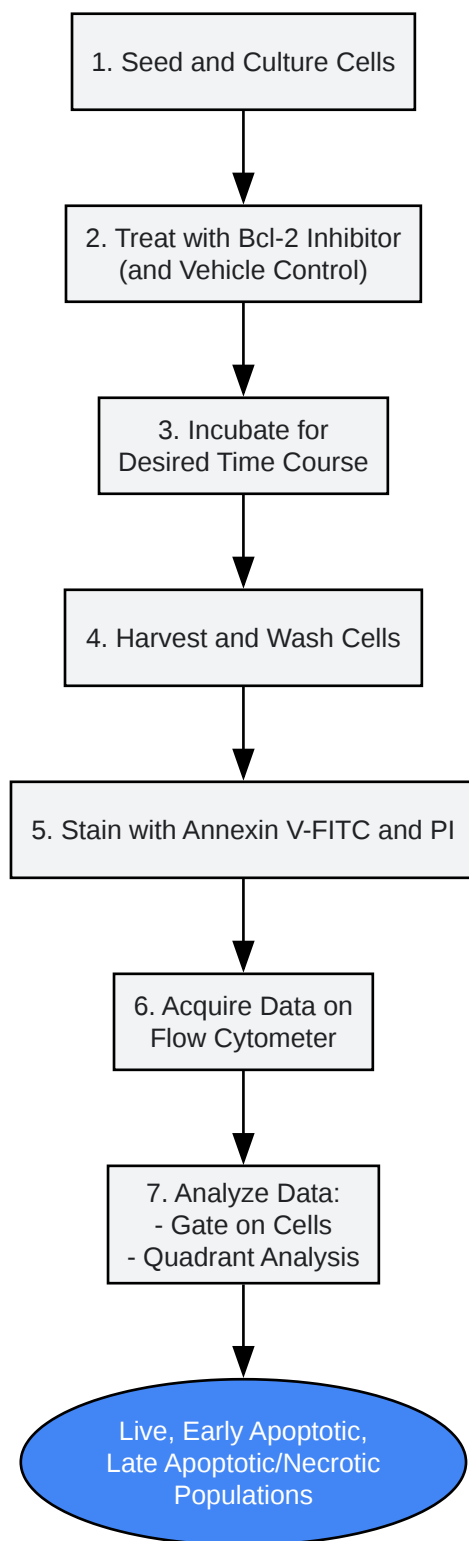 1. Seed and Culture Cells
2. Treat with Bcl-2 Inhibitor
(and Vehicle Control)
3. Incubate for
Desired Time Course
4. Harvest and Wash Cells
5. Stain with Annexin V-FITC and PI
6. Acquire Data on
Flow Cytometer
7. Analyze Data:
- Gate on Cells
- Quadrant Analysis
Live, Early Apoptotic,
Late Apoptotic/Necrotic
Populations